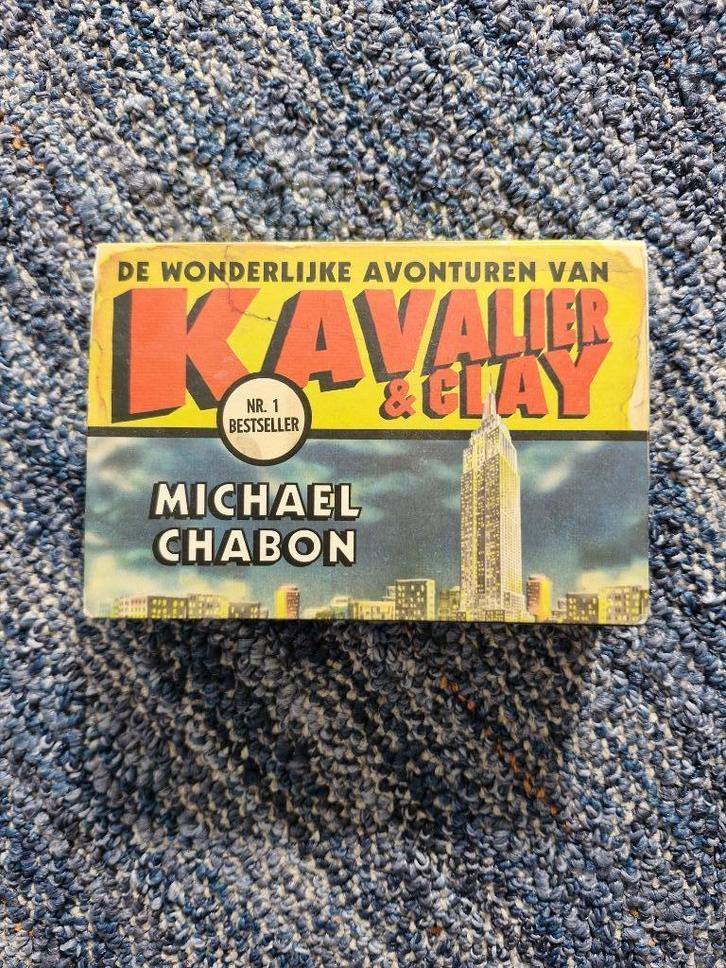 DE WONDERLIJKE AVONTUREN VAN
KAVALIER
& CLAY
NR. 1
BESTSELLER
MICHAEL
CHABON